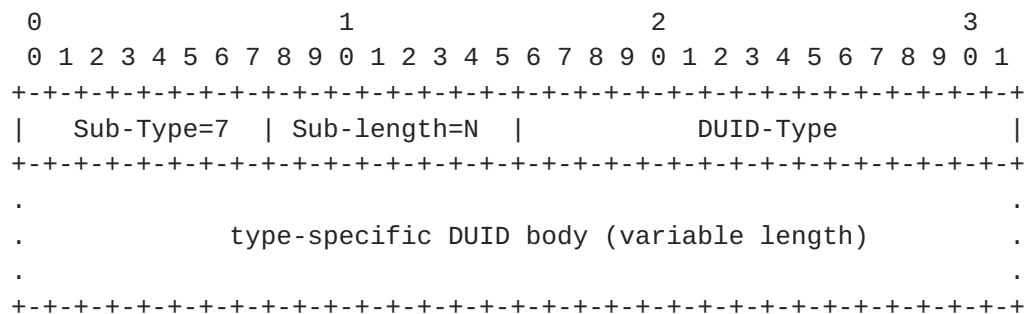 0                   1                   2                   3
 0 1 2 3 4 5 6 7 8 9 0 1 2 3 4 5 6 7 8 9 0 1 2 3 4 5 6 7 8 9 0 1
+-+-+-+-+-+-+-+-+-+-+-+-+-+-+-+-+-+-+-+-+-+-+-+-+-+-+-+-+-+-+-+-+
|   Sub-Type=7  | Sub-length=N  |           DUID-Type           |
+-+-+-+-+-+-+-+-+-+-+-+-+-+-+-+-+-+-+-+-+-+-+-+-+-+-+-+-+-+-+-+-+
.                                                               .
.             type-specific DUID body (variable length)         .
.                                                               .
+-+-+-+-+-+-+-+-+-+-+-+-+-+-+-+-+-+-+-+-+-+-+-+-+-+-+-+-+-+-+-+-+